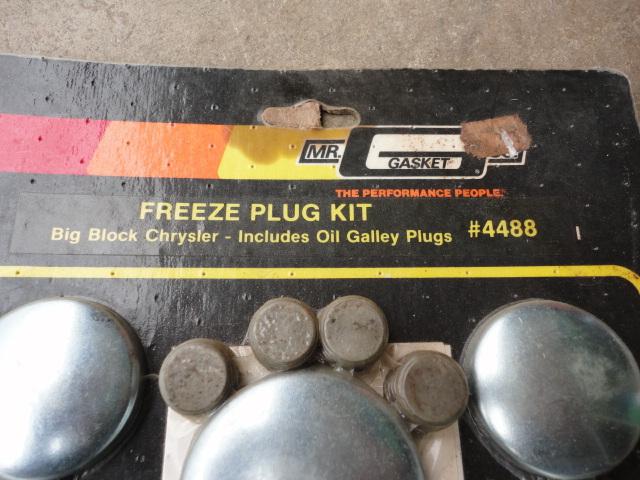 MR. GASKET
THE PERFORMANCE PEOPLE
FREEZE PLUG KIT
Big Block Chrysler - Includes Oil Galley Plugs #4488